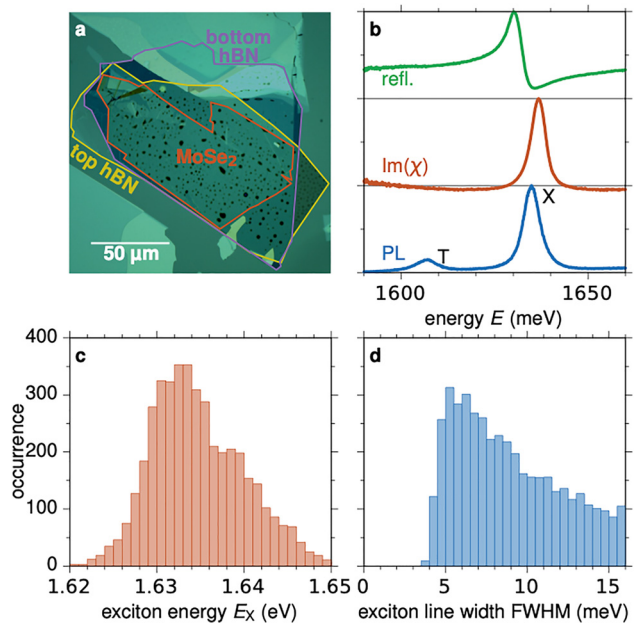 a
bottom
hBN
MoSe₂
top hBN
50 µm
b
refl.
Im(χ)
X
PL
T
1600
1650
energy E (meV)
c
400
300
200
100
0
occurrence
1.62
1.63
1.64
1.65
exciton energy Eₓ (eV)
d
0
5
10
15
exciton line width FWHM (meV)